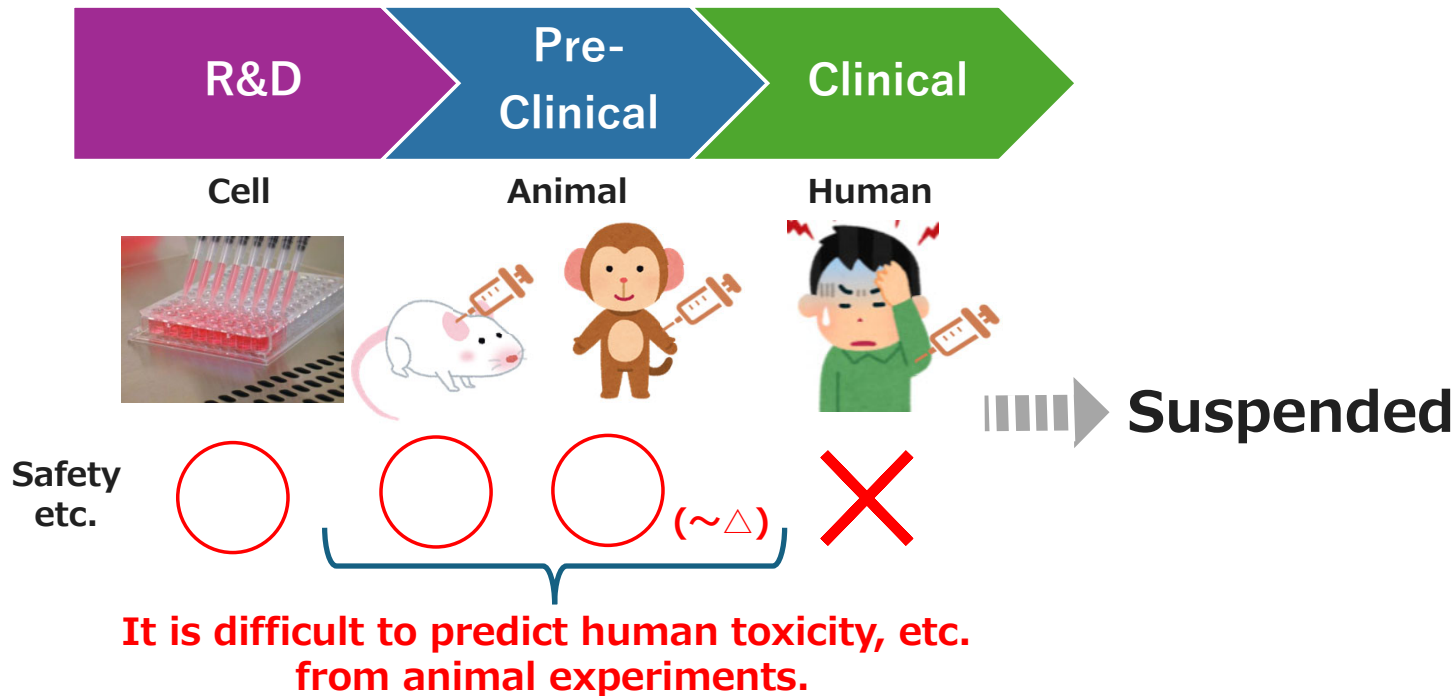 R&D
Pre-
Clinical
Clinical
Cell
Animal
Human
Suspended
Safety
etc.
(～△)
It is difficult to predict human toxicity, etc.
from animal experiments.